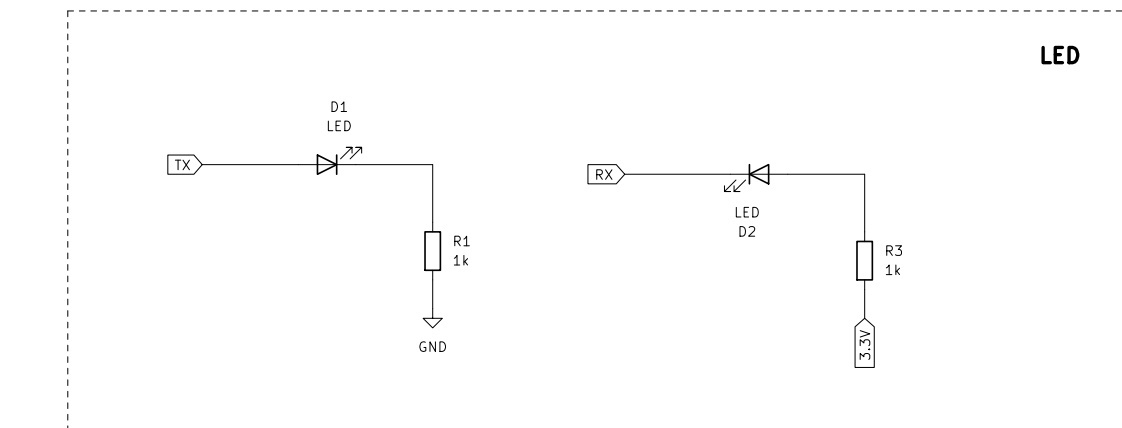 LED
D1
LED
TX
R1
1k
GND
RX
LED
D2
R3
1k
3.3V